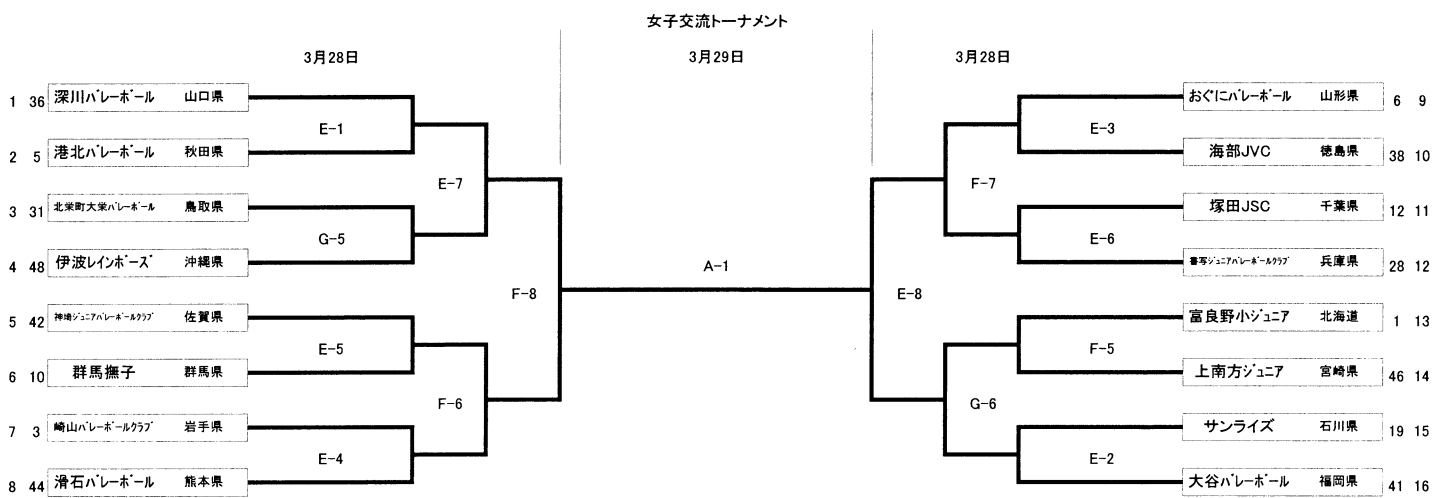 女子交流トーナメント
3月28日 3月29日 3月28日
1 36 深川バレーボール 山口県
おぐにバレーボール 山形県 6 9
E-1
E-3
2 5 港北バレーボール 秋田県
海部JVC 徳島県 38 10
E-7
F-7
3 31 北栄町大栄バレーボール 鳥取県
塚田JSC 千葉県 12 11
G-5
E-6
4 48 伊波レインボーズ 沖縄県
書写ジュニアバレーボールクラブ 兵庫県 28 12
A-1
F-8
E-8
5 42 神埼ジュニアバレーボールクラブ 佐賀県
富良野小ジュニア 北海道 1 13
E-5
F-5
6 10 群馬撫子 群馬県
上南方ジュニア 宮崎県 46 14
F-6
G-6
7 3 崎山バレーボールクラブ 岩手県
サンライズ 石川県 19 15
E-4
E-2
8 44 滑石バレーボール 熊本県
大谷バレーボール 福岡県 41 16